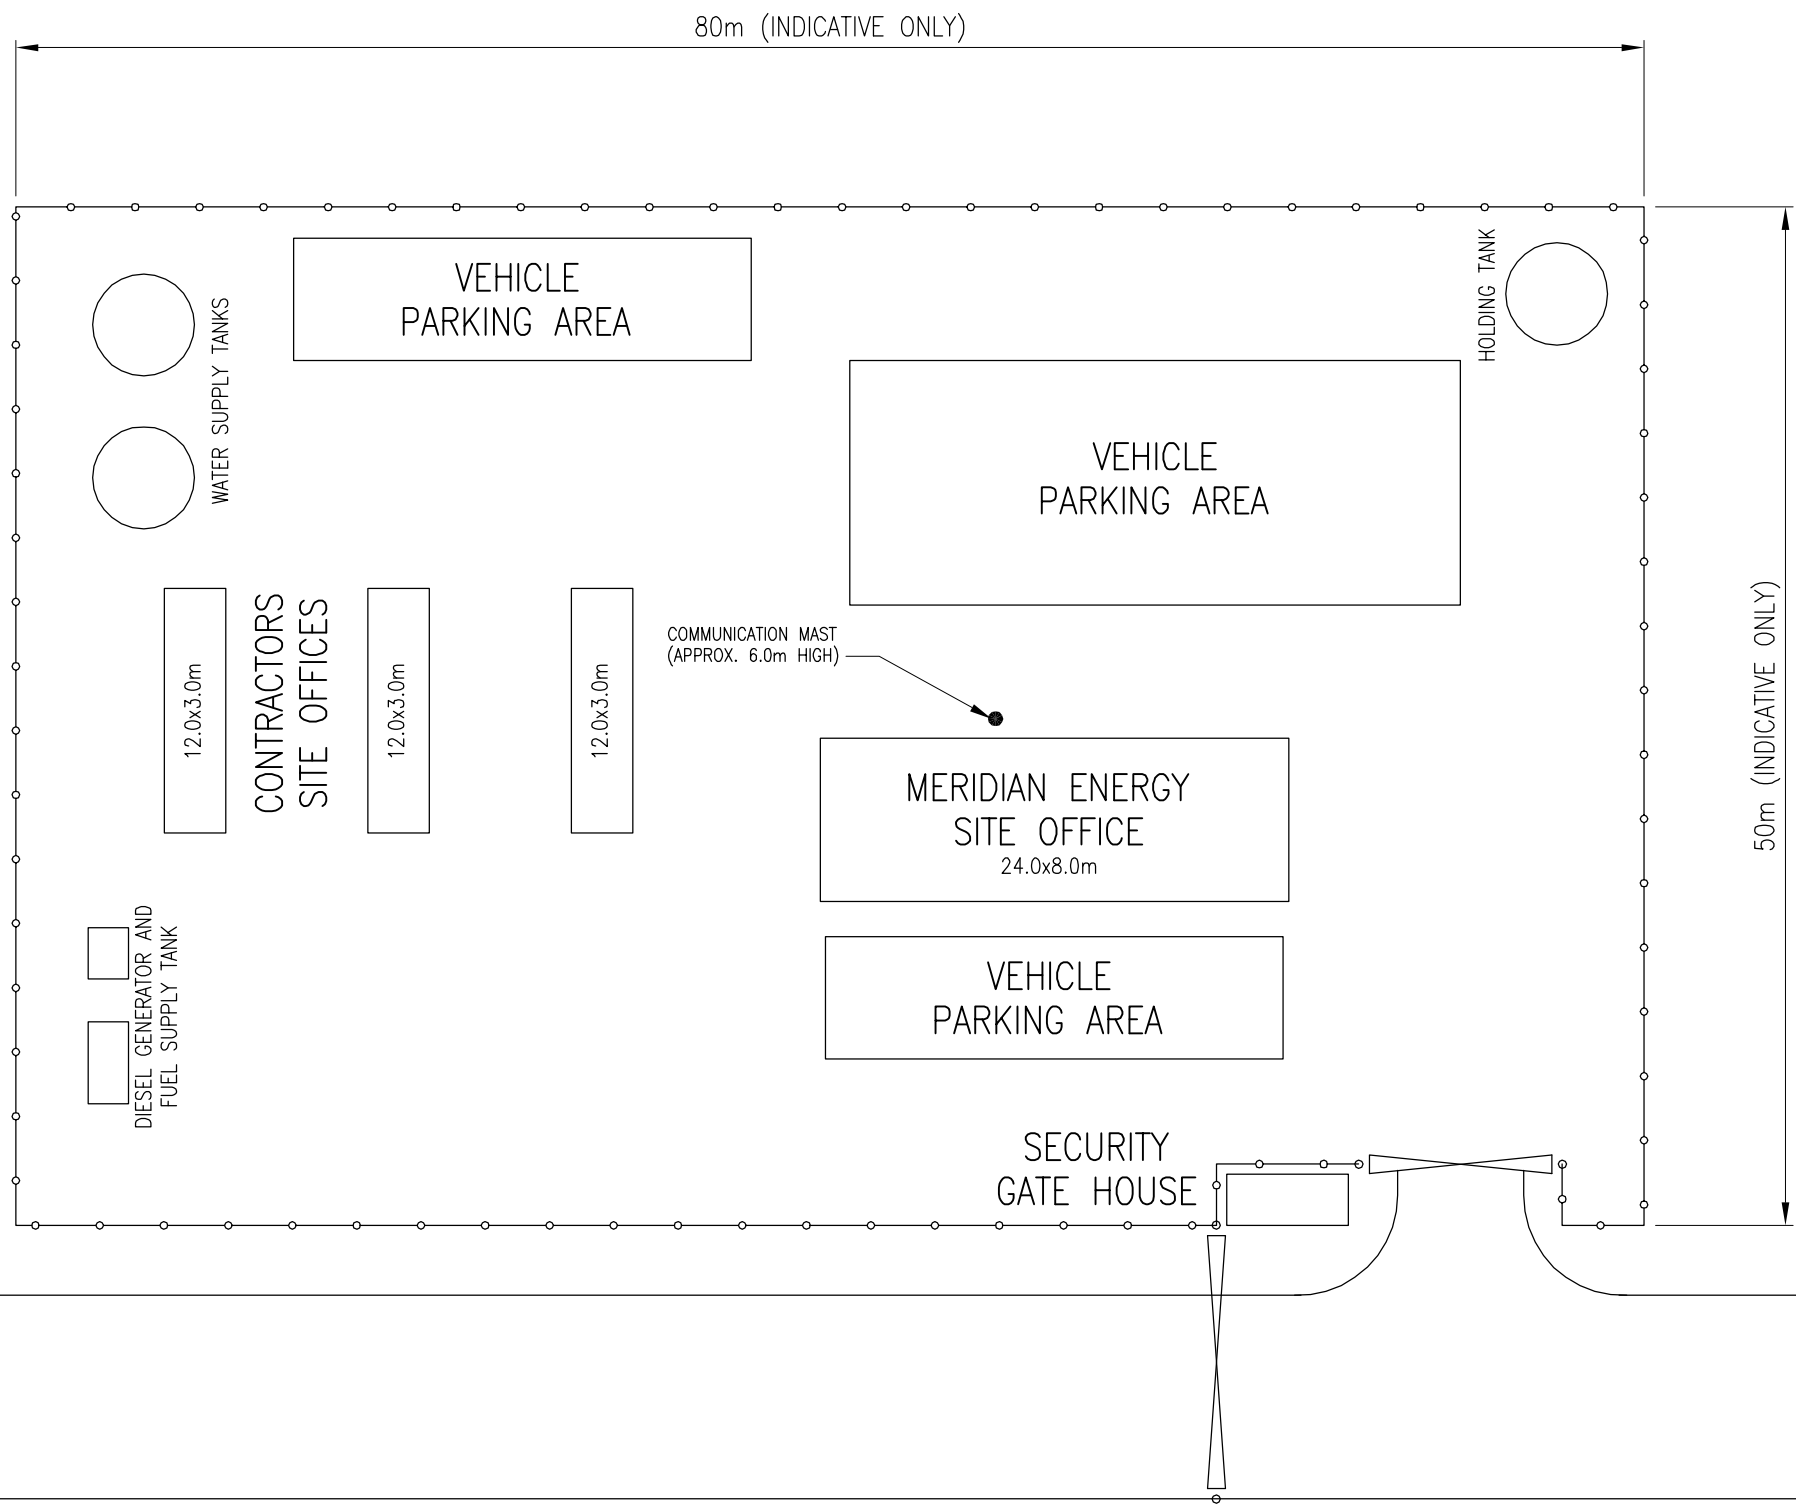 80m (INDICATIVE ONLY)
VEHICLE
PARKING AREA
HOLDING TANK
WATER SUPPLY TANKS
VEHICLE
PARKING AREA
CONTRACTORS
SITE OFFICES
12.0x3.0m
12.0x3.0m
12.0x3.0m
COMMUNICATION MAST
(APPROX. 6.0m HIGH)
50m (INDICATIVE ONLY)
MERIDIAN ENERGY
SITE OFFICE
24.0x8.0m
DIESEL GENERATOR AND
FUEL SUPPLY TANK
VEHICLE
PARKING AREA
SECURITY
GATE HOUSE